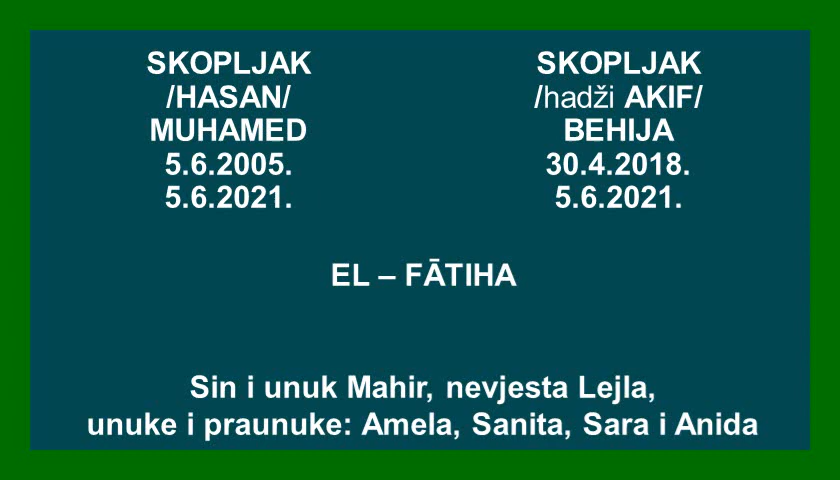 SKOPLJAK
/HASAN/
MUHAMED
5.6.2005.
5.6.2021.
SKOPLJAK
/hadži AKIF/
BEHIJA
30.4.2018.
5.6.2021.
EL – FĀTIHA
Sin i unuk Mahir, nevjesta Lejla,
unuke i praunuke: Amela, Sanita, Sara i Anida